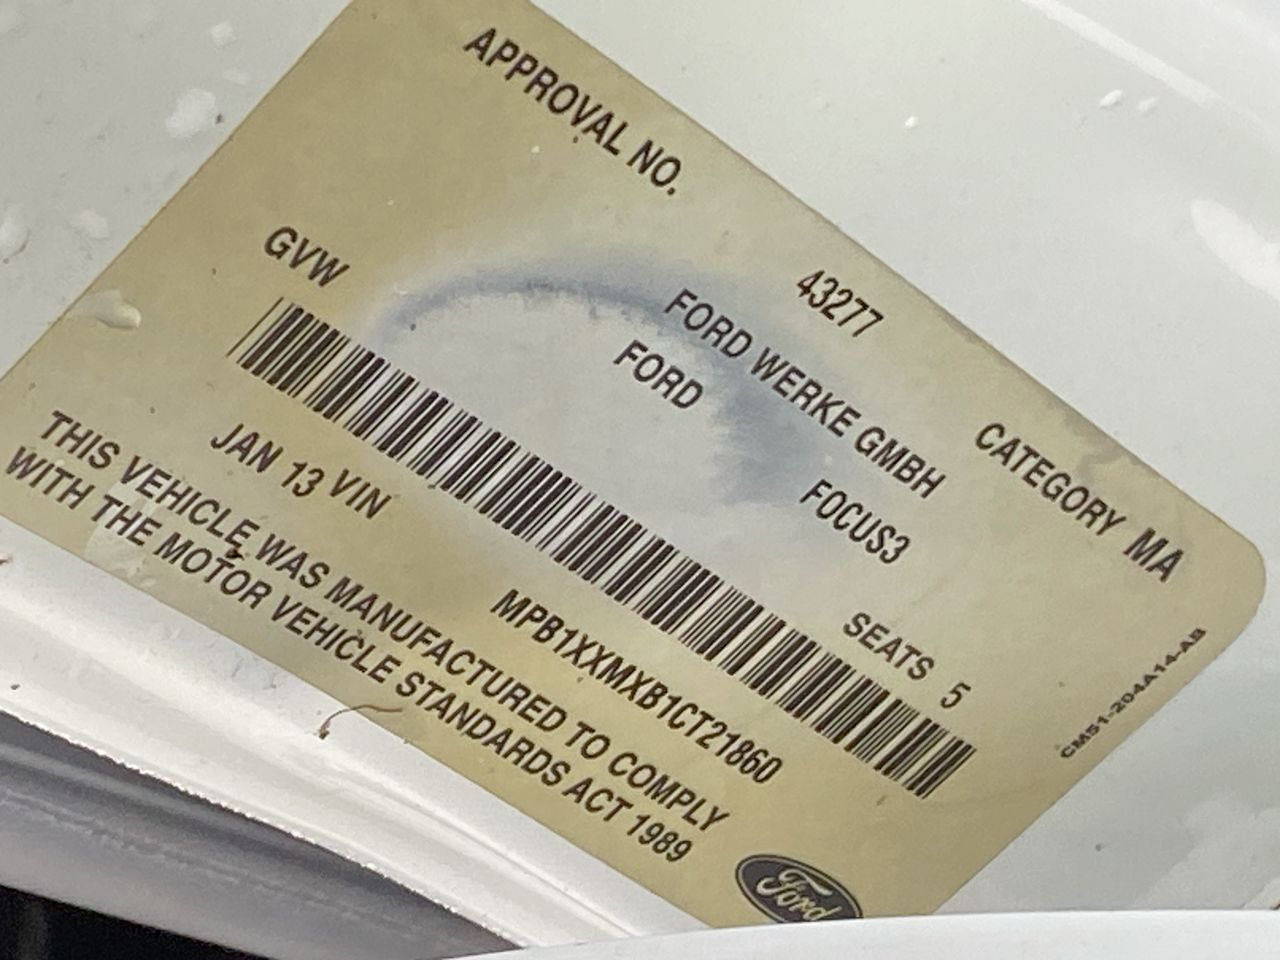 APPROVAL NO. 43277 CATEGORY MA
FORD WERKE GMBH
FORD FOCUS3
GVW SEATS 5
JAN 13 VIN MPB1XXMXB1CT21860
THIS VEHICLE WAS MANUFACTURED TO COMPLY
WITH THE MOTOR VEHICLE STANDARDS ACT 1989
CM51-204A14-AB
Ford